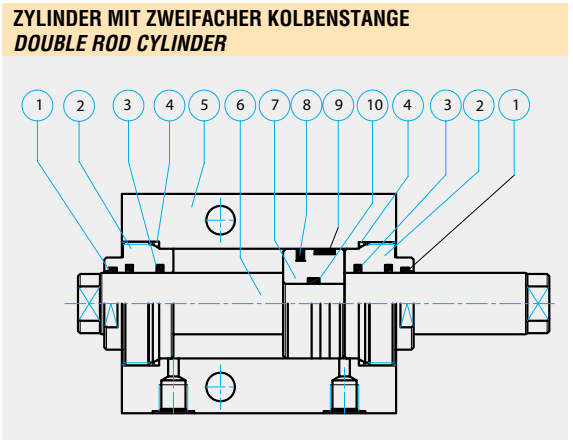 ZYLINDER MIT ZWEIFACHER KOLBENSTANGE
DOUBLE ROD CYLINDER
1 2 3 4 5 6 7 8 9 10 4 3 2 1